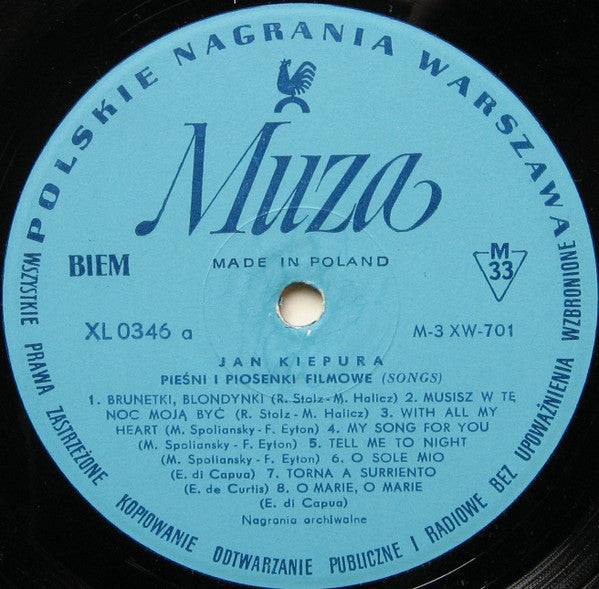 POLSKIE NAGRANIA WARSZAWA
Muza
MADE IN POLAND
BIEM
M
33
XL 0346 a
M-3 XW-701
JAN KIEPURA
PIEŚNI I PIOSENKI FILMOWE (SONGS)
1. BRUNETKI, BLONDYNKI (R. Stolz-M. Halicz) 2. MUSISZ W TĘ
NOC MOJĄ BYĆ (R. Stolz-M. Halicz) 3. WITH ALL MY
HEART (M. Spoliansky-F. Eyton) 4. MY SONG FOR YOU
(M. Spoliansky-F. Eyton) 5. TELL ME TO NIGHT
(M. Spoliansky-F. Eyton) 6. O SOLE MIO
(E. di Capua) 7. TORNA A SURRIENTO
(E. de Curtis) 8. O MARIE, O MARIE
(E. di Capua)
Nagrania archiwalne
WSZYSTKIE PRAWA ZASTRZEŻONE KOPIOWANIE ODTWARZANIE PUBLICZNE I RADIOWE BEZ UPOWAŻNIENIA WZBRONIONE